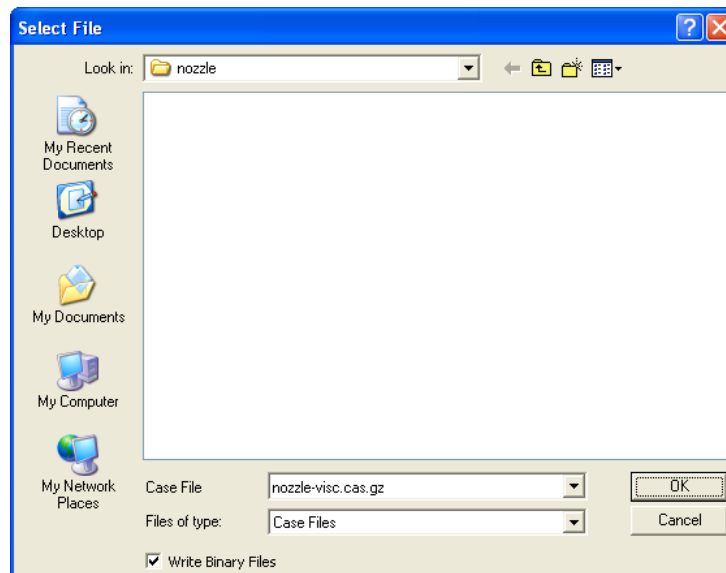 Select File
Look in:
nozzle
My Recent
Documents
Desktop
My Documents
My Computer
My Network
Places
Case File
nozzle-visc.cas.gz
OK
Files of type:
Case Files
Cancel
Write Binary Files